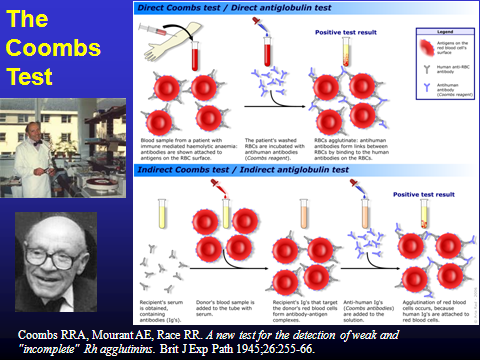 The
Coombs
Test
Direct Coombs test / Direct antiglobulin test
Positive test result
Legend
Antigens on the
red blood cell's
surface
Human anti-RBC
antibody
Antihuman
antibody
(Coombs reagent)
Blood sample from a patient with
immune mediated haemolytic anaemia:
antibodies are shown attached to
antigens on the RBC surface.
The patient's washed
RBCs are incubated with
antihuman antibodies
(Coombs reagent).
RBCs agglutinate: antihuman
antibodies form links between
RBCs by binding to the human
antibodies on the RBCs.
Indirect Coombs test / Indirect antiglobulin test
Positive test result
Recipient's serum
is obtained,
containing
antibodies (Ig's).
Donor's blood sample is
added to the tube with
serum.
Recipient's Ig's that target
the donor's red blood cells
form antibody-antigen
complexes.
Anti-human Ig's
(Coombs antibodies)
are added to the
solution.
Agglutination of red blood
cells occurs, because
human Ig's are attached to
red blood cells.
Coombs RRA, Mourant AE, Race RR. A new test for the detection of weak and
"incomplete" Rh agglutinins. Brit J Exp Path 1945;26:255-66.